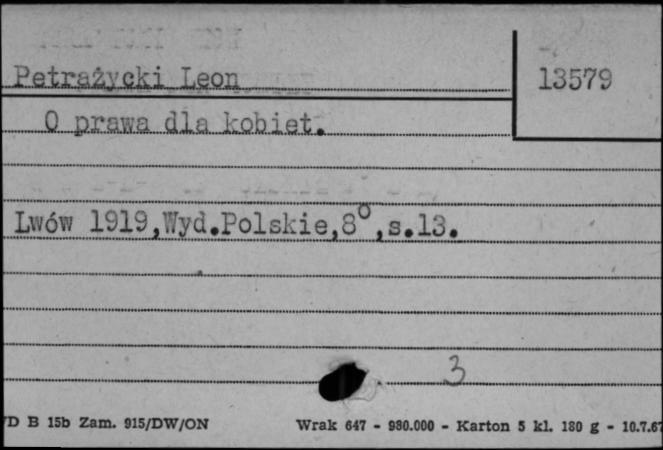 Petrażycki Leon
13579
O prawa dla kobiet.
Lwów 1919,Wyd.Polskie,8°,s.13.
3
D B 15b Zam. 915/DW/ON
Wrak 647 - 980.000 - Karton 5 kl. 180 g - 10.7.67